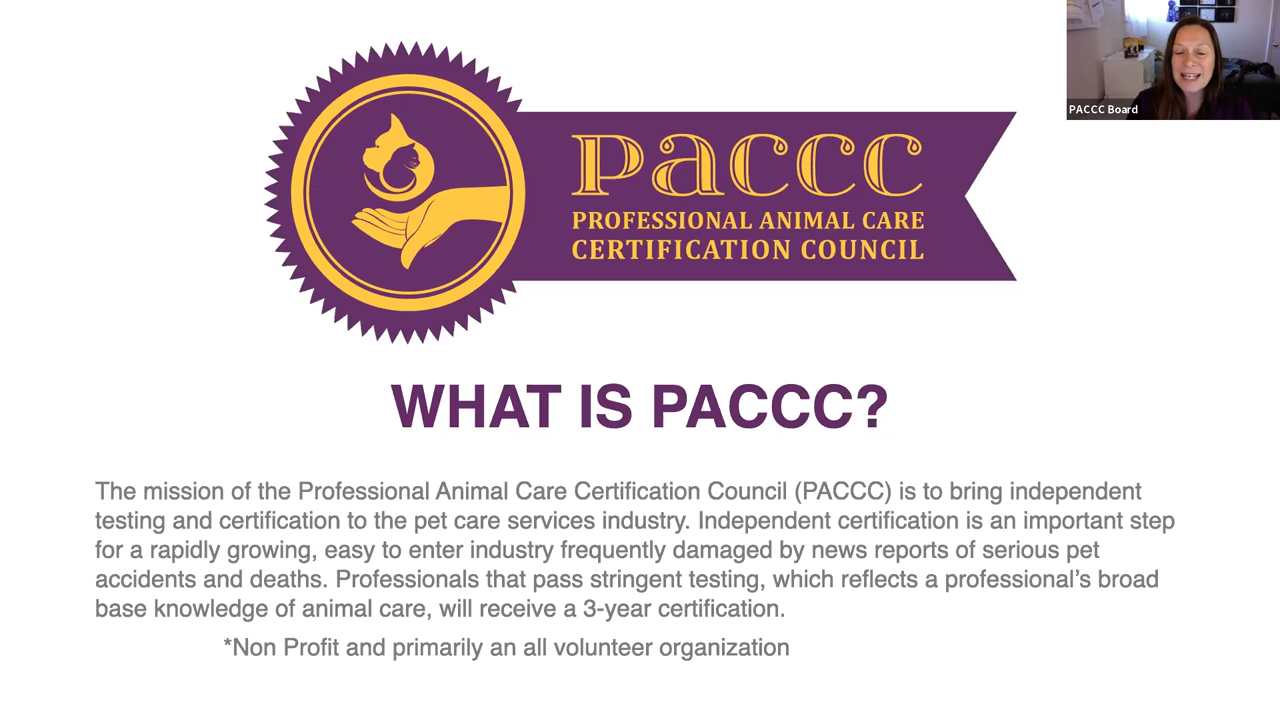 PACCC Board
paccc
PROFESSIONAL ANIMAL CARE
CERTIFICATION COUNCIL
WHAT IS PACCC?
The mission of the Professional Animal Care Certification Council (PACCC) is to bring independent
testing and certification to the pet care services industry. Independent certification is an important step
for a rapidly growing, easy to enter industry frequently damaged by news reports of serious pet
accidents and deaths. Professionals that pass stringent testing, which reflects a professional’s broad
base knowledge of animal care, will receive a 3-year certification.
*Non Profit and primarily an all volunteer organization